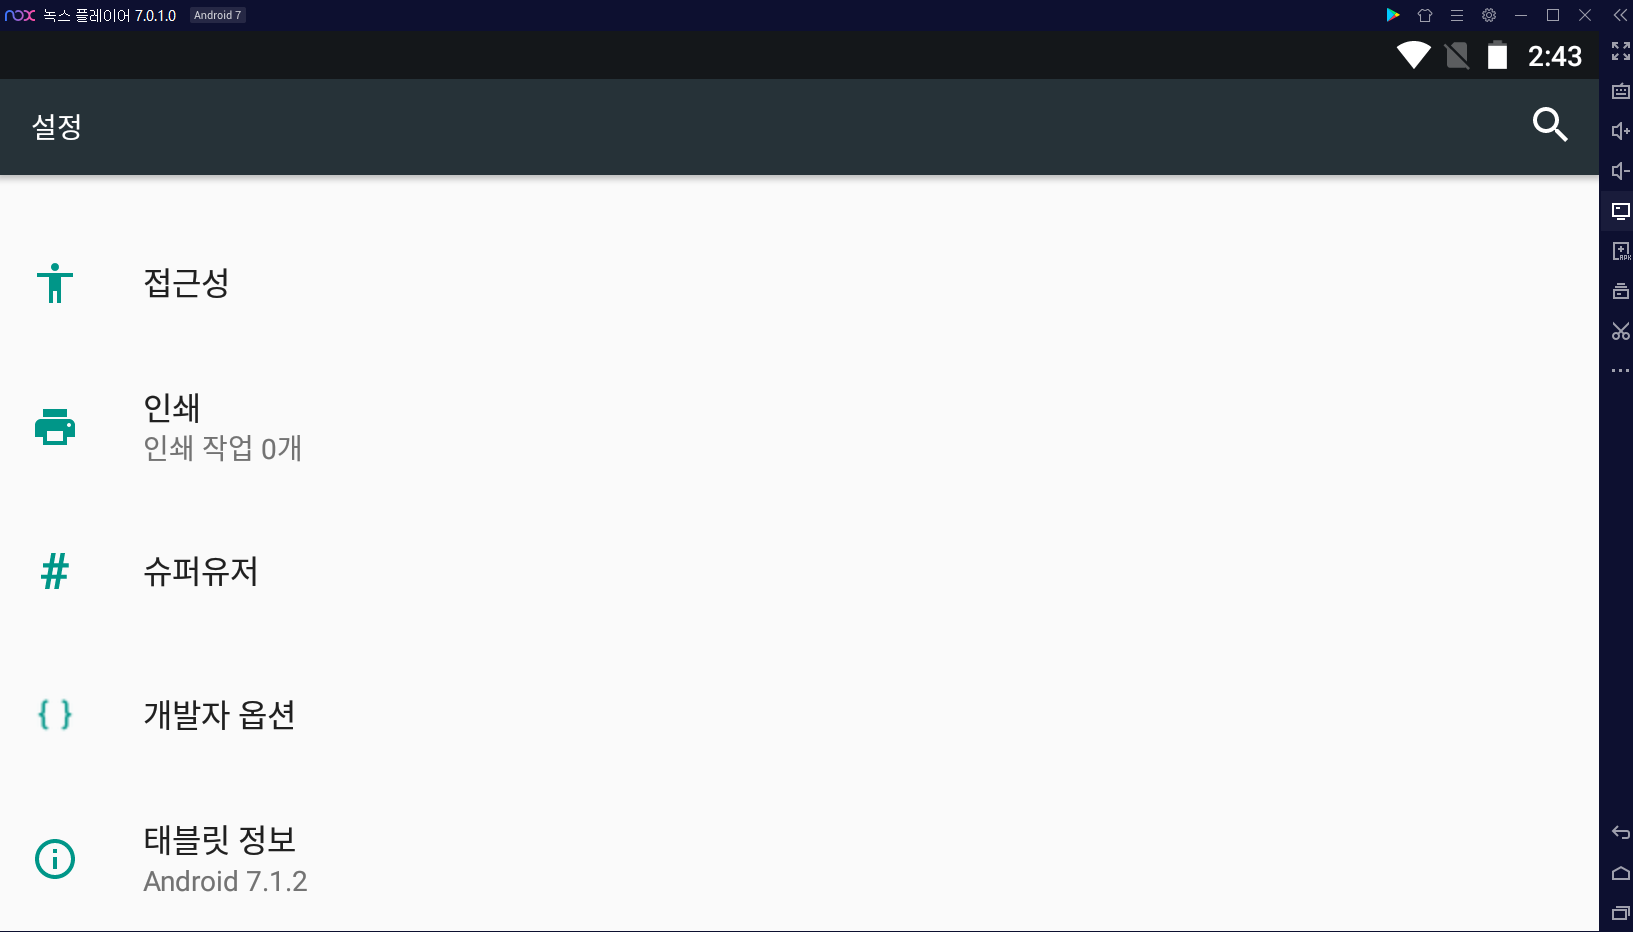 nox 녹스 플레이어 7.0.1.0 Android 7
2:43
설정
접근성
인쇄
인쇄 작업 0개
#
슈퍼유저
{ }
개발자 옵션
태블릿 정보
Android 7.1.2